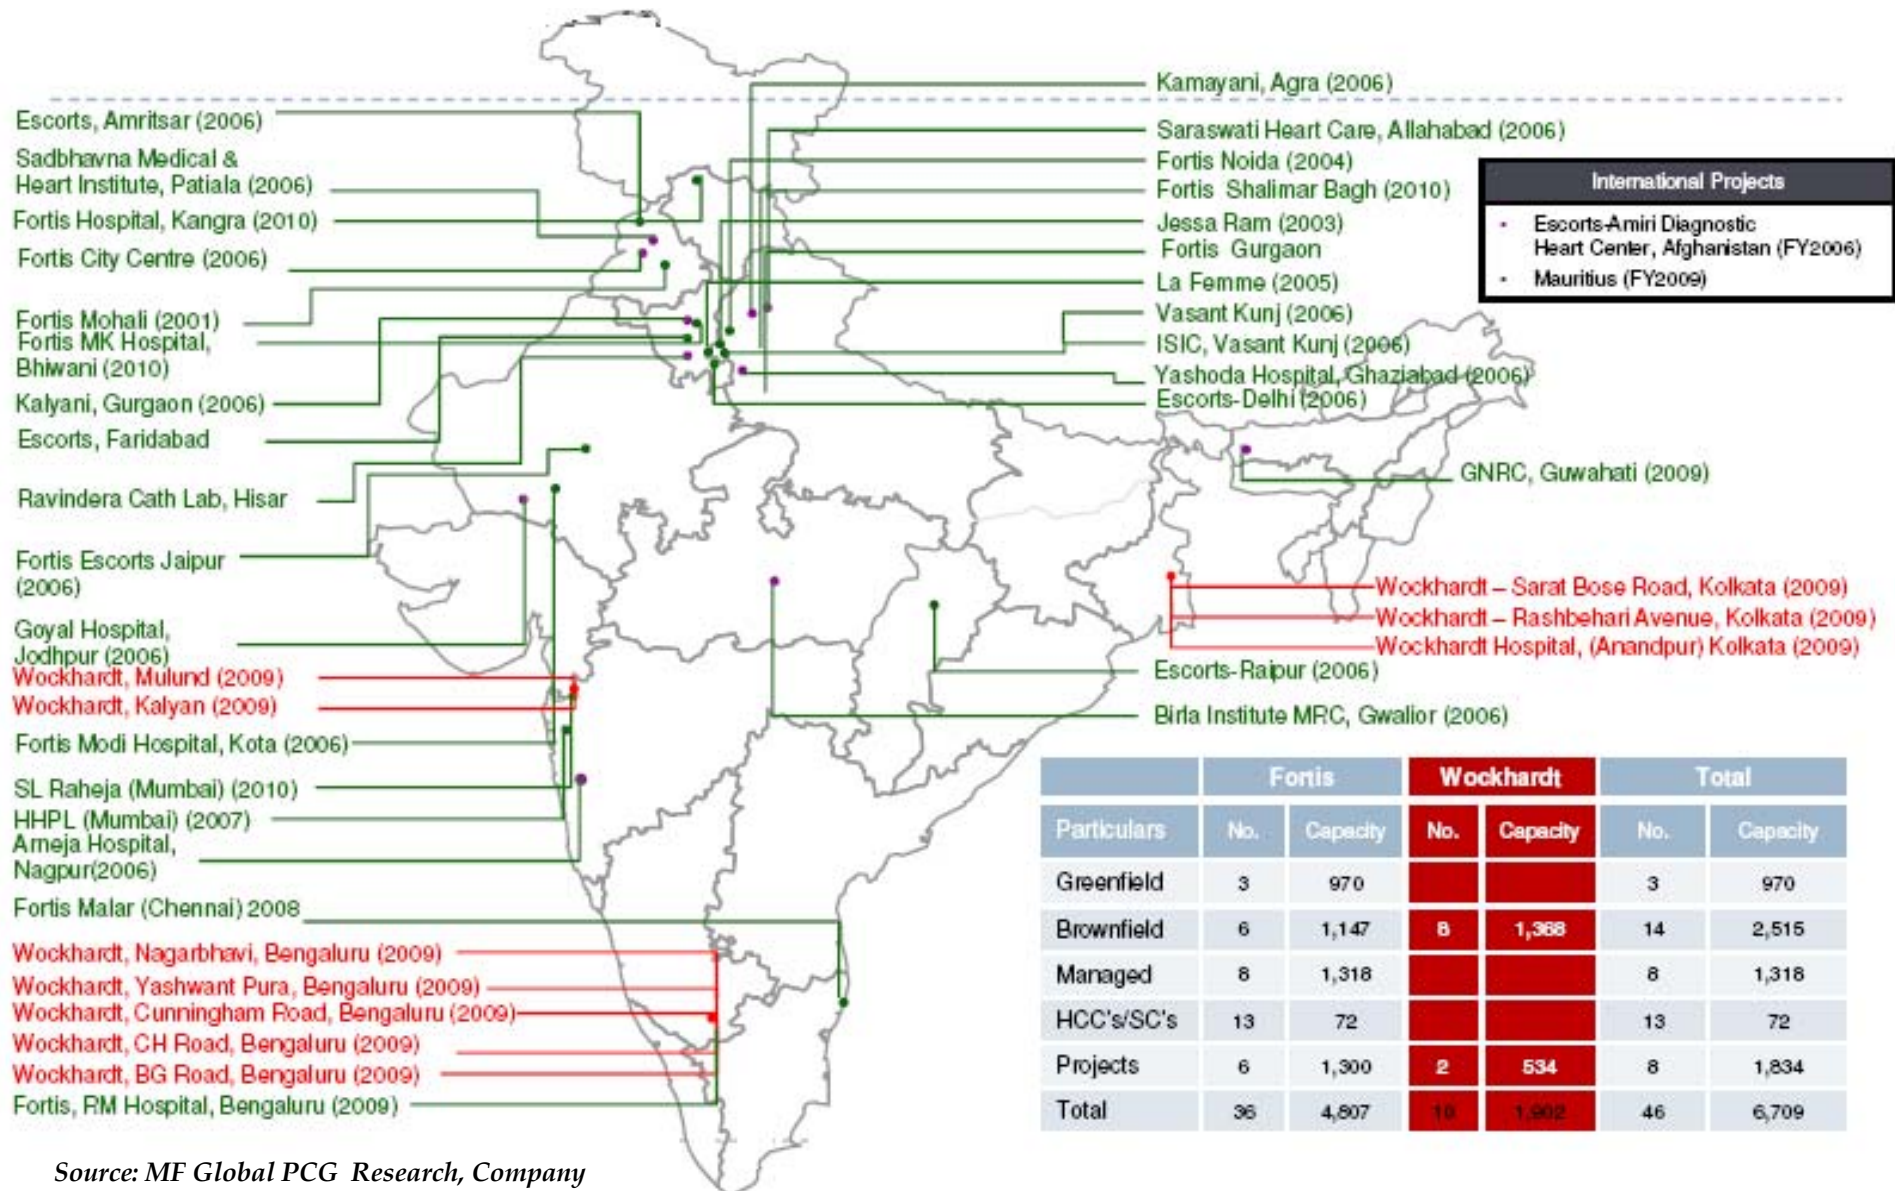 Escorts, Amritsar (2006)
Sadbhavna Medical &
Heart Institute, Patiala (2006)
Fortis Hospital, Kangra (2010)
Fortis City Centre (2006)
Fortis Mohali (2001)
Fortis MK Hospital,
Bhiwani (2010)
Kalyani, Gurgaon (2006)
Escorts, Faridabad
Ravindera Cath Lab, Hisar
Fortis Escorts Jaipur
(2006)
Goyal Hospital,
Jodhpur (2006)
Wockhardt, Mulund (2009)
Wockhardt, Kalyan (2009)
Fortis Modi Hospital, Kota (2006)
SL Raheja (Mumbai) (2010)
HHPL (Mumbai) (2007)
Arneja Hospital,
Nagpur(2006)
Fortis Malar (Chennai) 2008
Wockhardt, Nagarbhavi, Bengaluru (2009)
Wockhardt, Yashwant Pura, Bengaluru (2009)
Wockhardt, Cunningham Road, Bengaluru (2009)
Wockhardt, CH Road, Bengaluru (2009)
Wockhardt, BG Road, Bengaluru (2009)
Fortis, RM Hospital, Bengaluru (2009)
Kamayani, Agra (2006)
Saraswati Heart Care, Allahabad (2006)
Fortis Noida (2004)
Fortis Shalimar Bagh (2010)
Jessa Ram (2003)
Fortis Gurgaon
La Femme (2005)
Vasant Kunj (2006)
ISIC, Vasant Kunj (2006)
Yashoda Hospital, Ghaziabad (2006)
Escorts-Delhi (2006)
International Projects
• Escorts-Amiri Diagnostic
Heart Center, Afghanistan (FY2006)
• Mauritius (FY2009)
GNRC, Guwahati (2009)
Wockhardt – Sarat Bose Road, Kolkata (2009)
Wockhardt – Rashbehari Avenue, Kolkata (2009)
Wockhardt Hospital, (Anandpur) Kolkata (2009)
Escorts-Raipur (2006)
Birla Institute MRC, Gwalior (2006)
Fortis Wockhardt Total
Particulars No. Capacity No. Capacity No. Capacity
Greenfield 3 970 3 970
Brownfield 6 1,147 8 1,368 14 2,515
Managed 8 1,318 8 1,318
HCC's/SC's 13 72 13 72
Projects 6 1,300 2 534 8 1,834
Total 36 4,807 10 1,902 46 6,709
Source: MF Global PCG Research, Company